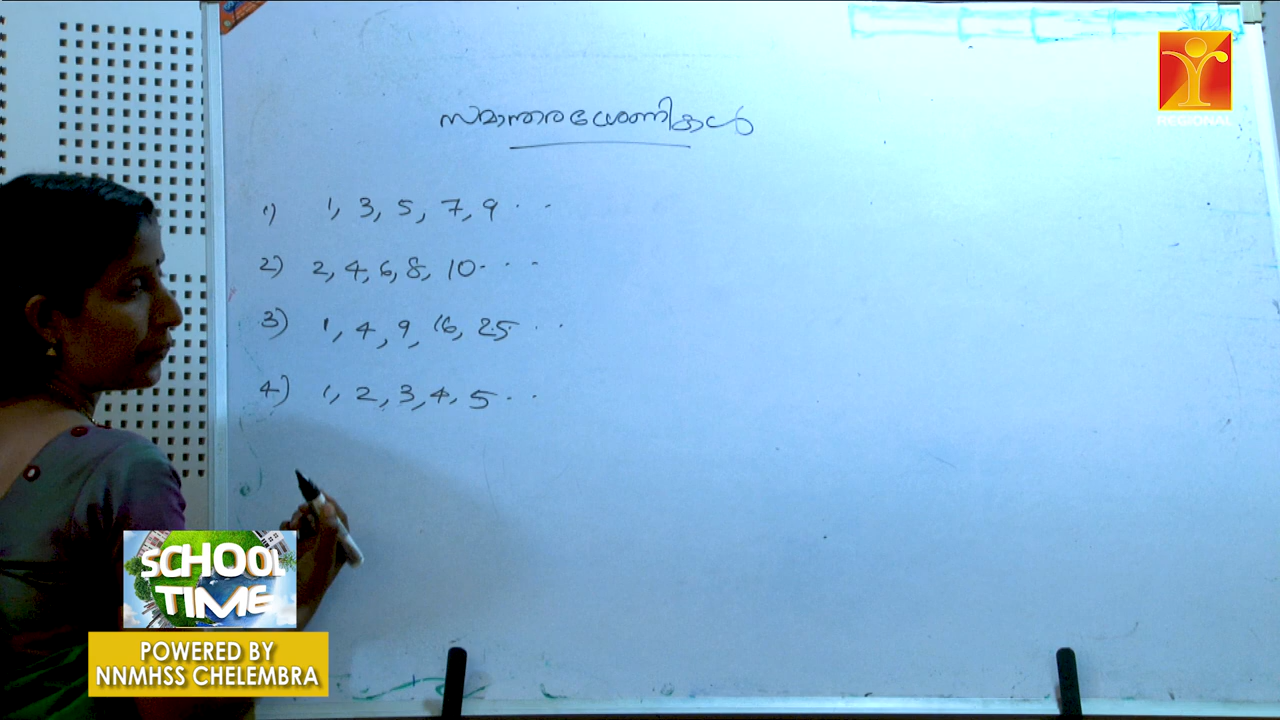 സമാന്തരശ്രേണികൾ
1) 1, 3, 5, 7, 9 . .
2) 2, 4, 6, 8, 10 . . .
3) 1, 4, 9, 16, 25 . .
4) 1, 2, 3, 4, 5 . .
REGIONAL
SCHOOL
TIME
POWERED BY
NNMHSS CHELEMBRA